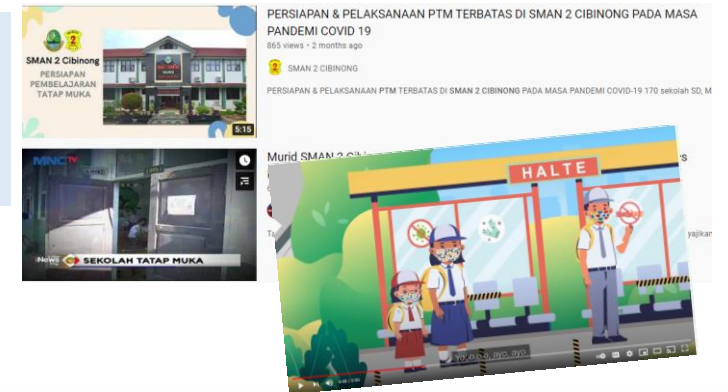 SMAN 2 Cibinong
PERSIAPAN
PEMBELAJARAN
TATAP MUKA
5:15
PERSIAPAN & PELAKSANAAN PTM TERBATAS DI SMAN 2 CIBINONG PADA MASA
PANDEMI COVID 19
865 views • 2 months ago
SMAN 2 CIBINONG
PERSIAPAN & PELAKSANAAN PTM TERBATAS DI SMAN 2 CIBINONG PADA MASA PANDEMI COVID-19 170 sekolah SD, M
MNCTV
iNews
SEKOLAH TATAP MUKA
Murid SMAN 2
HALTE
yajikan